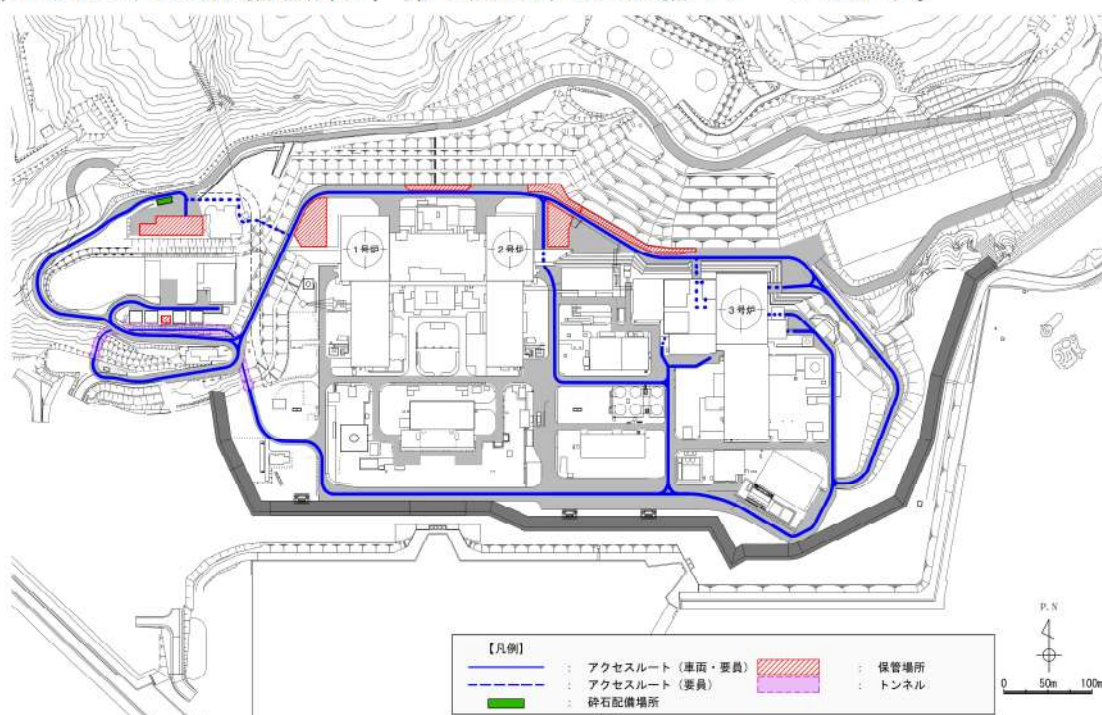 1号炉
2号炉
3号炉
P.N
0 50m 100m
【凡例】
: アクセスルート（車両・要員）
: 保管場所
: アクセスルート（要員）
: トンネル
: 砕石配備場所